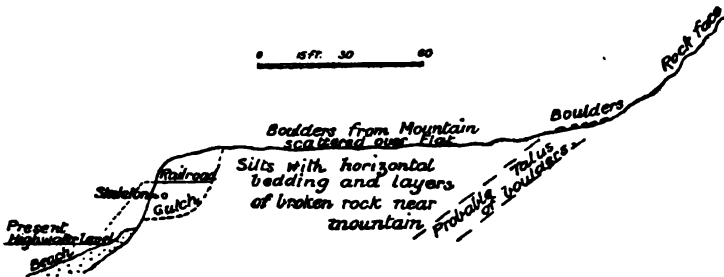 0 15 ft. 30 60
Rock face
Boulders
Boulders from Mountain
scattered over Flat
Silts with horizontal
bedding and layers
of broken rock near
mountain
Probable Talus
of boulders
Railroad
Skeleton
Gulch
Present
Highwater Level
Beach